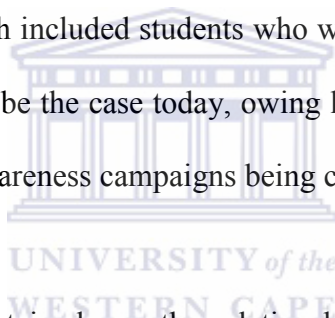 h included students who w
be the case today, owing l
areness campaigns being c
UNIVERSITY of the
WESTERN CAPE